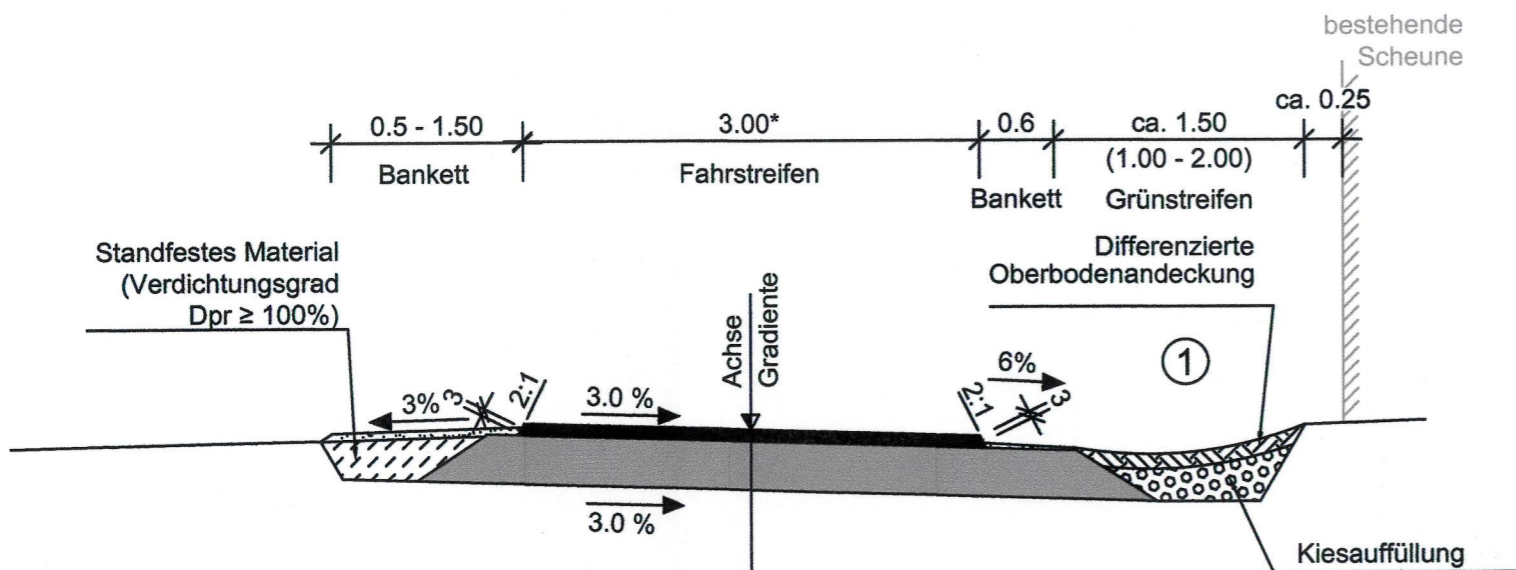 bestehende
Scheune
0.5 - 1.50
3.00*
0.6
ca. 1.50
ca. 0.25
(1.00 - 2.00)
Bankett
Fahrstreifen
Bankett
Grünstreifen
Standfestes Material
(Verdichtungsgrad
Dpr ≥ 100%)
Differenzierte
Oberbodenandeckung
Achse
Gradiente
1
3%
3
2:1
3.0 %
2:1
6%
3
3.0 %
Kiesauffüllung